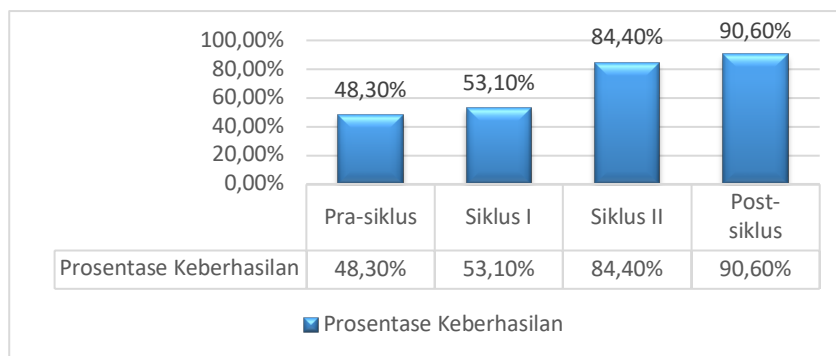 100,00%
80,00%
60,00%
40,00%
20,00%
0,00%
48,30%
53,10%
84,40%
90,60%
Pra-siklus
Siklus I
Siklus II
Post-
siklus
Prosentase Keberhasilan 48,30% 53,10% 84,40% 90,60%
Prosentase Keberhasilan